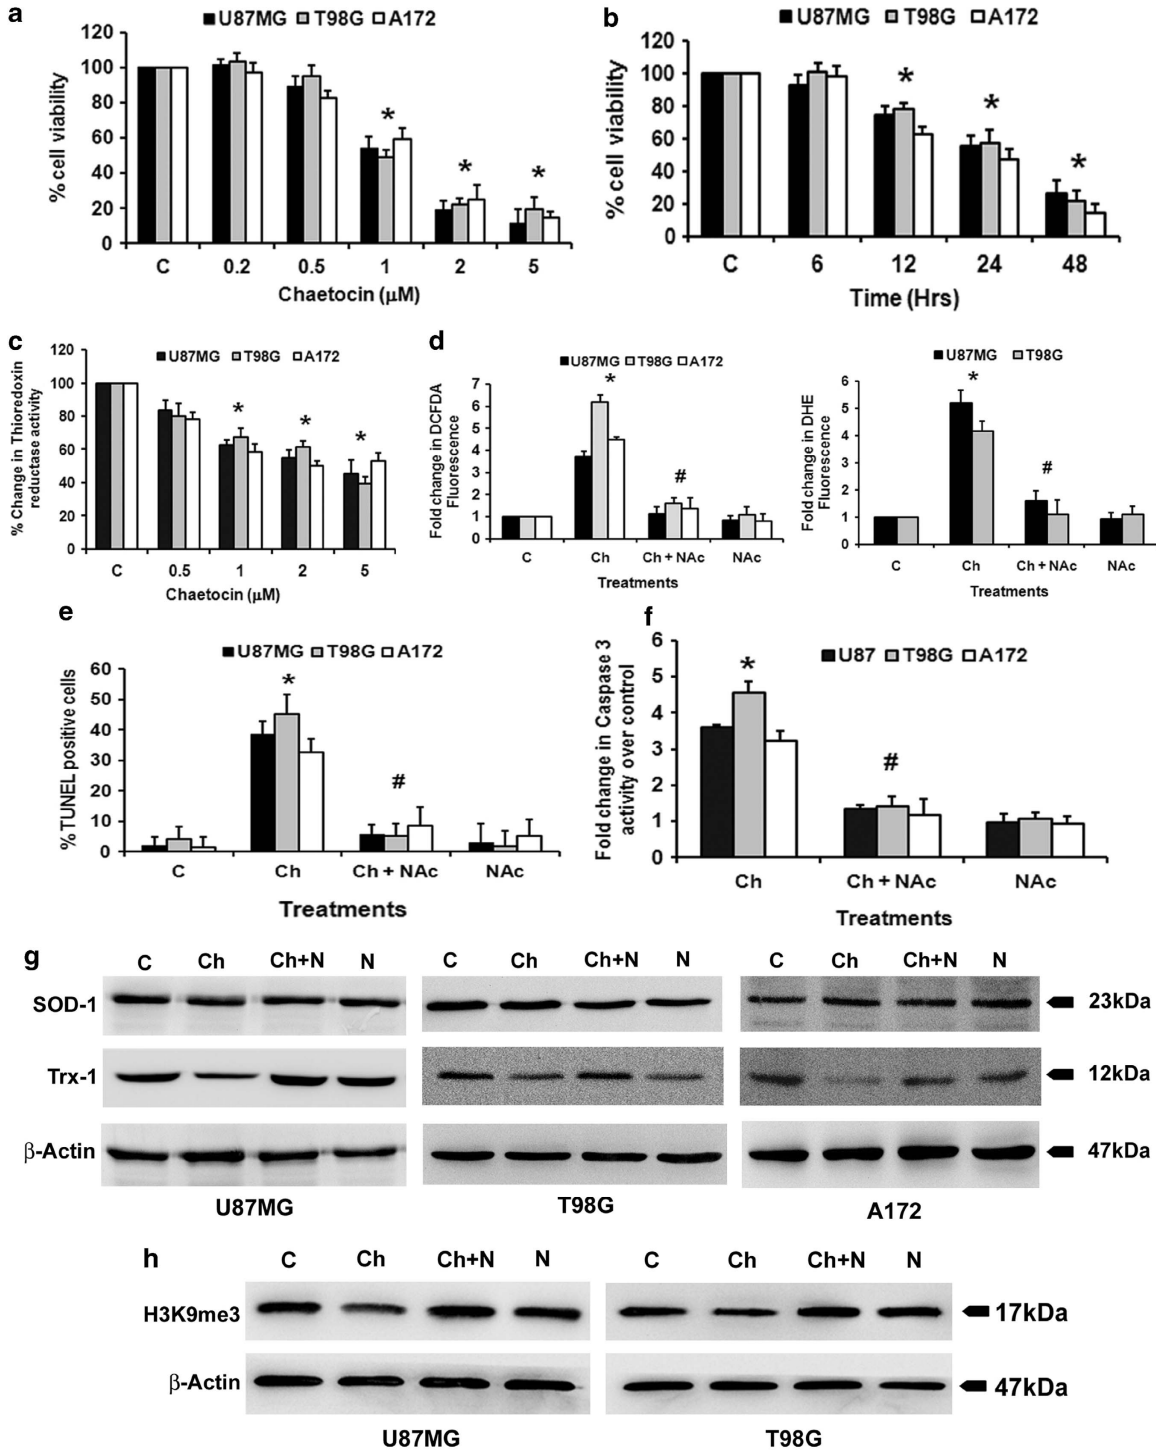 a
U87MG T98G A172
% cell viability
120
100
80
60
40
20
0
*
*
*
C 0.2 0.5 1 2 5
Chaetocin (μM)
b
U87MG T98G A172
% cell viability
120
100
80
60
40
20
0
*
*
*
C 6 12 24 48
Time (Hrs)
c
U87MG T98G A172
% Change in Thioredoxin
reductase activity
120
100
80
60
40
20
0
*
*
*
C 0.5 1 2 5
Chaetocin (μM)
d
U87MG T98G A172
Fold change in DCFDA
Fluorescence
7
6
5
4
3
2
1
0
*
#
C Ch Ch + NAc NAc
Treatments
U87MG T98G
Fold change in DHE
Fluorescence
6
5
4
3
2
1
0
*
#
C Ch Ch + NAc NAc
Treatments
e
U87MG T98G A172
% TUNEL positive cells
60
50
40
30
20
10
0
*
#
C Ch Ch + NAc NAc
Treatments
f
U87 T98G A172
Fold change in Caspase 3
activity over control
6
5
4
3
2
1
0
*
#
Ch Ch + NAc NAc
Treatments
g
C Ch Ch+N N C Ch Ch+N N C Ch Ch+N N
SOD-1 23kDa
Trx-1 12kDa
β-Actin 47kDa
U87MG T98G A172
h
C Ch Ch+N N C Ch Ch+N N
H3K9me3 17kDa
β-Actin 47kDa
U87MG T98G